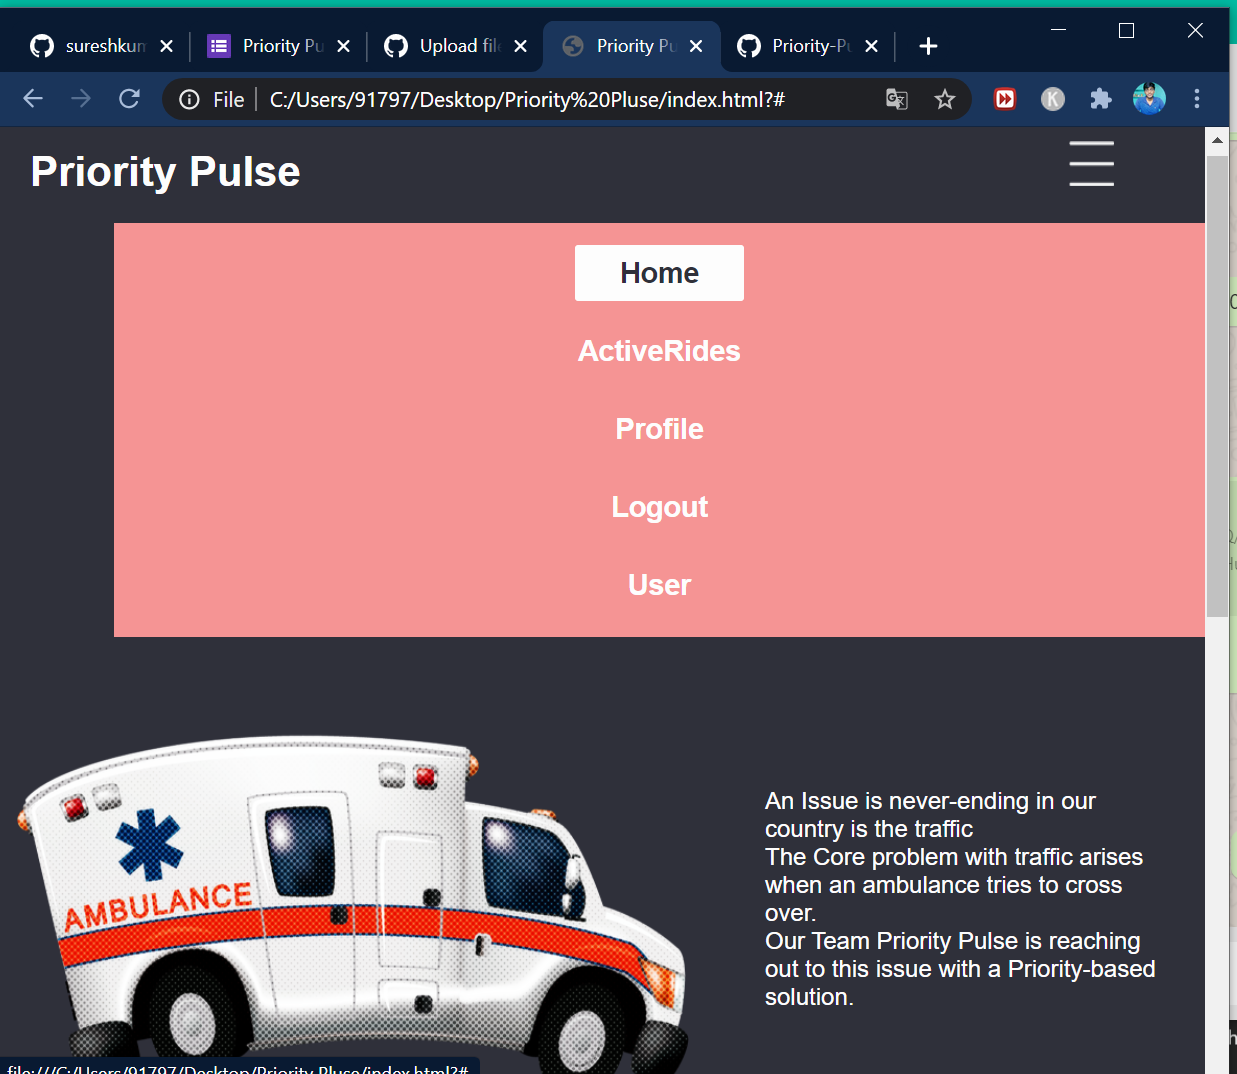 sureshkum
Priority Pu
Upload file
Priority Pu
Priority-Pu
File
C:/Users/91797/Desktop/Priority%20Pluse/index.html?#
K
Priority Pulse
Home
ActiveRides
Profile
Logout
User
AMBULANCE
An Issue is never-ending in our
country is the traffic
The Core problem with traffic arises
when an ambulance tries to cross
over.
Our Team Priority Pulse is reaching
out to this issue with a Priority-based
solution.
file:///C:/Users/91797/Desktop/Priority Pluse/index.html?#